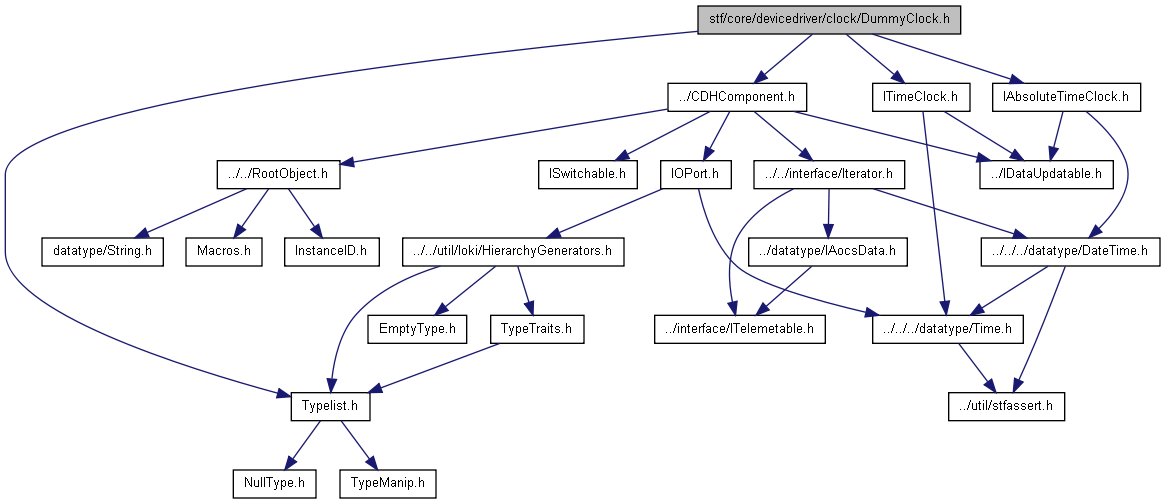 stf/core/devicedriver/clock/DummyClock.h
../CDHComponent.h
ITimeClock.h
IAbsoluteTimeClock.h
../../RootObject.h
ISwitchable.h
IOPort.h
../../interface/Iterator.h
../IDataUpdatable.h
datatype/String.h
Macros.h
InstanceID.h
../../util/loki/HierarchyGenerators.h
../datatype/IAocsData.h
../../../datatype/DateTime.h
EmptyType.h
TypeTraits.h
../interface/ITelemetable.h
../../../datatype/Time.h
Typelist.h
../util/stfassert.h
NullType.h
TypeManip.h